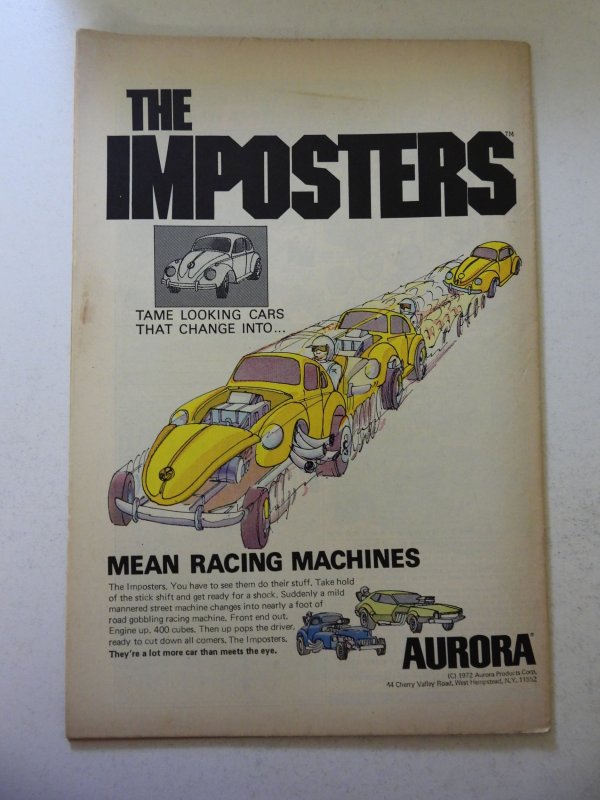 THE
IMPOSTERS™
TAME LOOKING CARS
THAT CHANGE INTO...
MEAN RACING MACHINES
The Imposters. You have to see them do their stuff. Take hold
of the stick shift and get ready for a shock. Suddenly a mild
mannered street machine changes into nearly a foot of
road gobbling racing machine. Front end out.
Engine up. 400 cubes. Then up pops the driver,
ready to cut down all comers. The Imposters.
They're a lot more car than meets the eye.
AURORA®
(C) 1972 Aurora Products Corp.
44 Cherry Valley Road, West Hempstead, N.Y. 11552